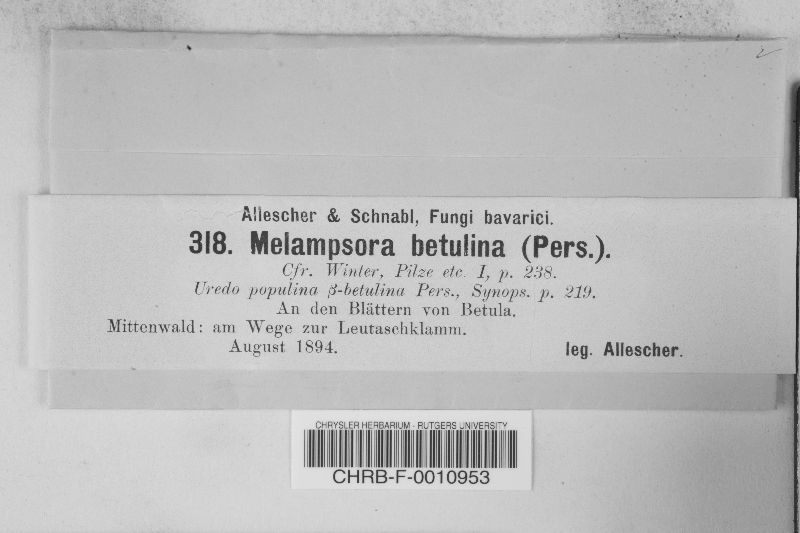 Allescher & Schnabl, Fungi bavarici.
318. Melampsora betulina (Pers.).
Cfr. Winter, Pilze etc. I, p. 238.
Uredo populina β-betulina Pers., Synops. p. 219.
An den Blättern von Betula.
Mittenwald: am Wege zur Leutaschklamm.
August 1894. leg. Allescher.
CHRYSLER HERBARIUM - RUTGERS UNIVERSITY
CHRB-F-0010953